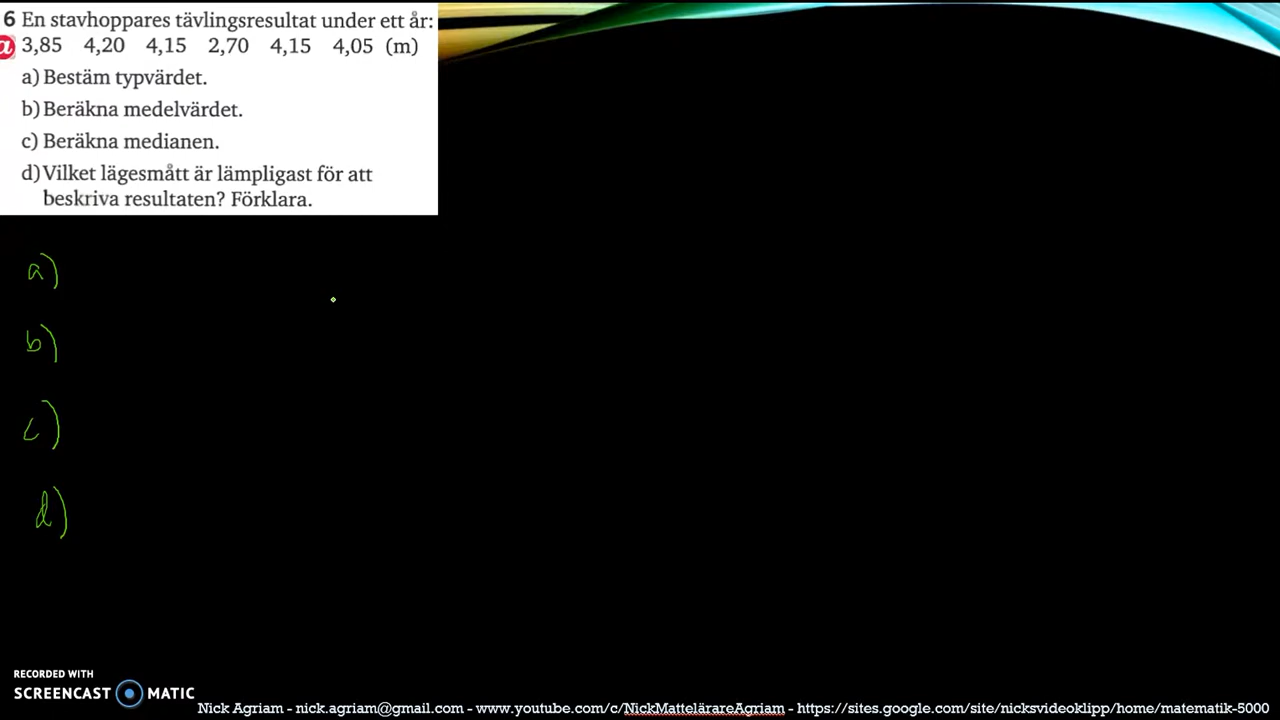 6 En stavhoppares tävlingsresultat under ett år:
a 3,85 4,20 4,15 2,70 4,15 4,05 (m)
a) Bestäm typvärdet.
b) Beräkna medelvärdet.
c) Beräkna medianen.
d) Vilket lägesmått är lämpligast för att
beskriva resultaten? Förklara.
a)
b)
c)
d)
RECORDED WITH
SCREENCAST MATIC
Nick Agriam - nick.agriam@gmail.com - www.youtube.com/c/NickMattelärareAgriam - https://sites.google.com/site/nicksvideoklipp/home/matematik-5000